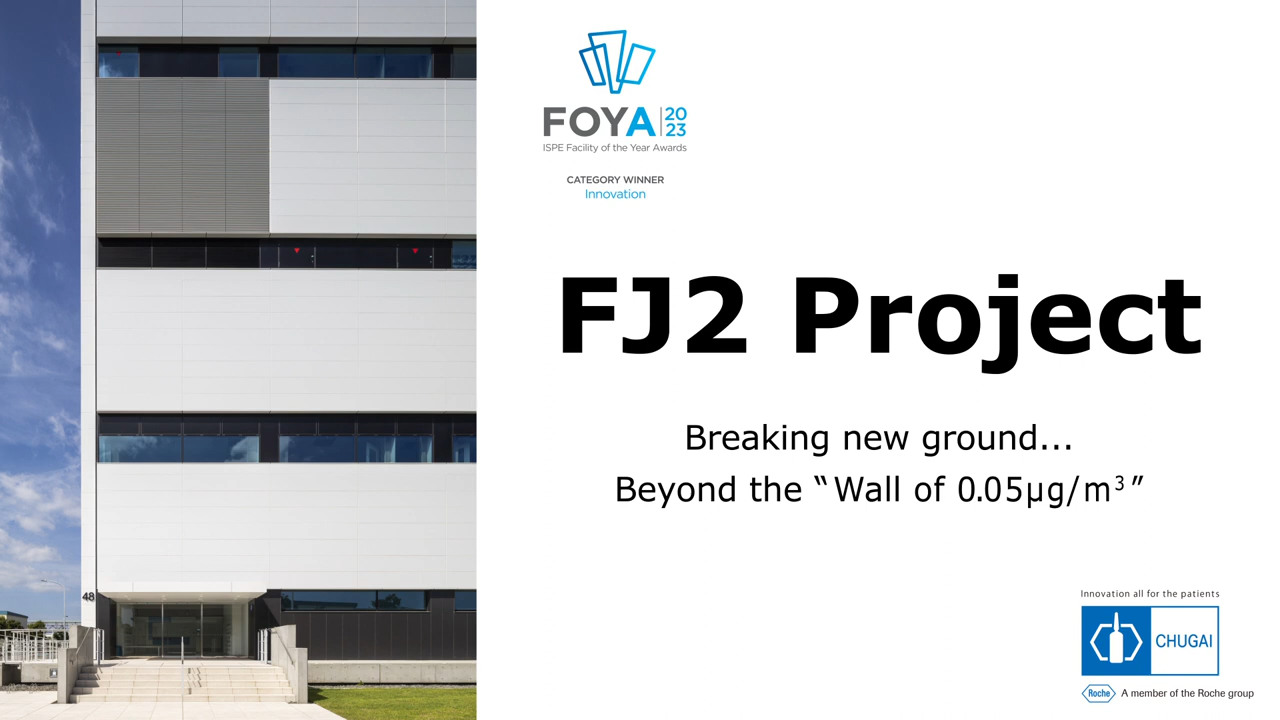 FOYA 20
23
ISPE Facility of the Year Awards
CATEGORY WINNER
Innovation
FJ2 Project
Breaking new ground...
Beyond the “Wall of 0.05µg/m³”
48
Innovation all for the patients
CHUGAI
Roche A member of the Roche group